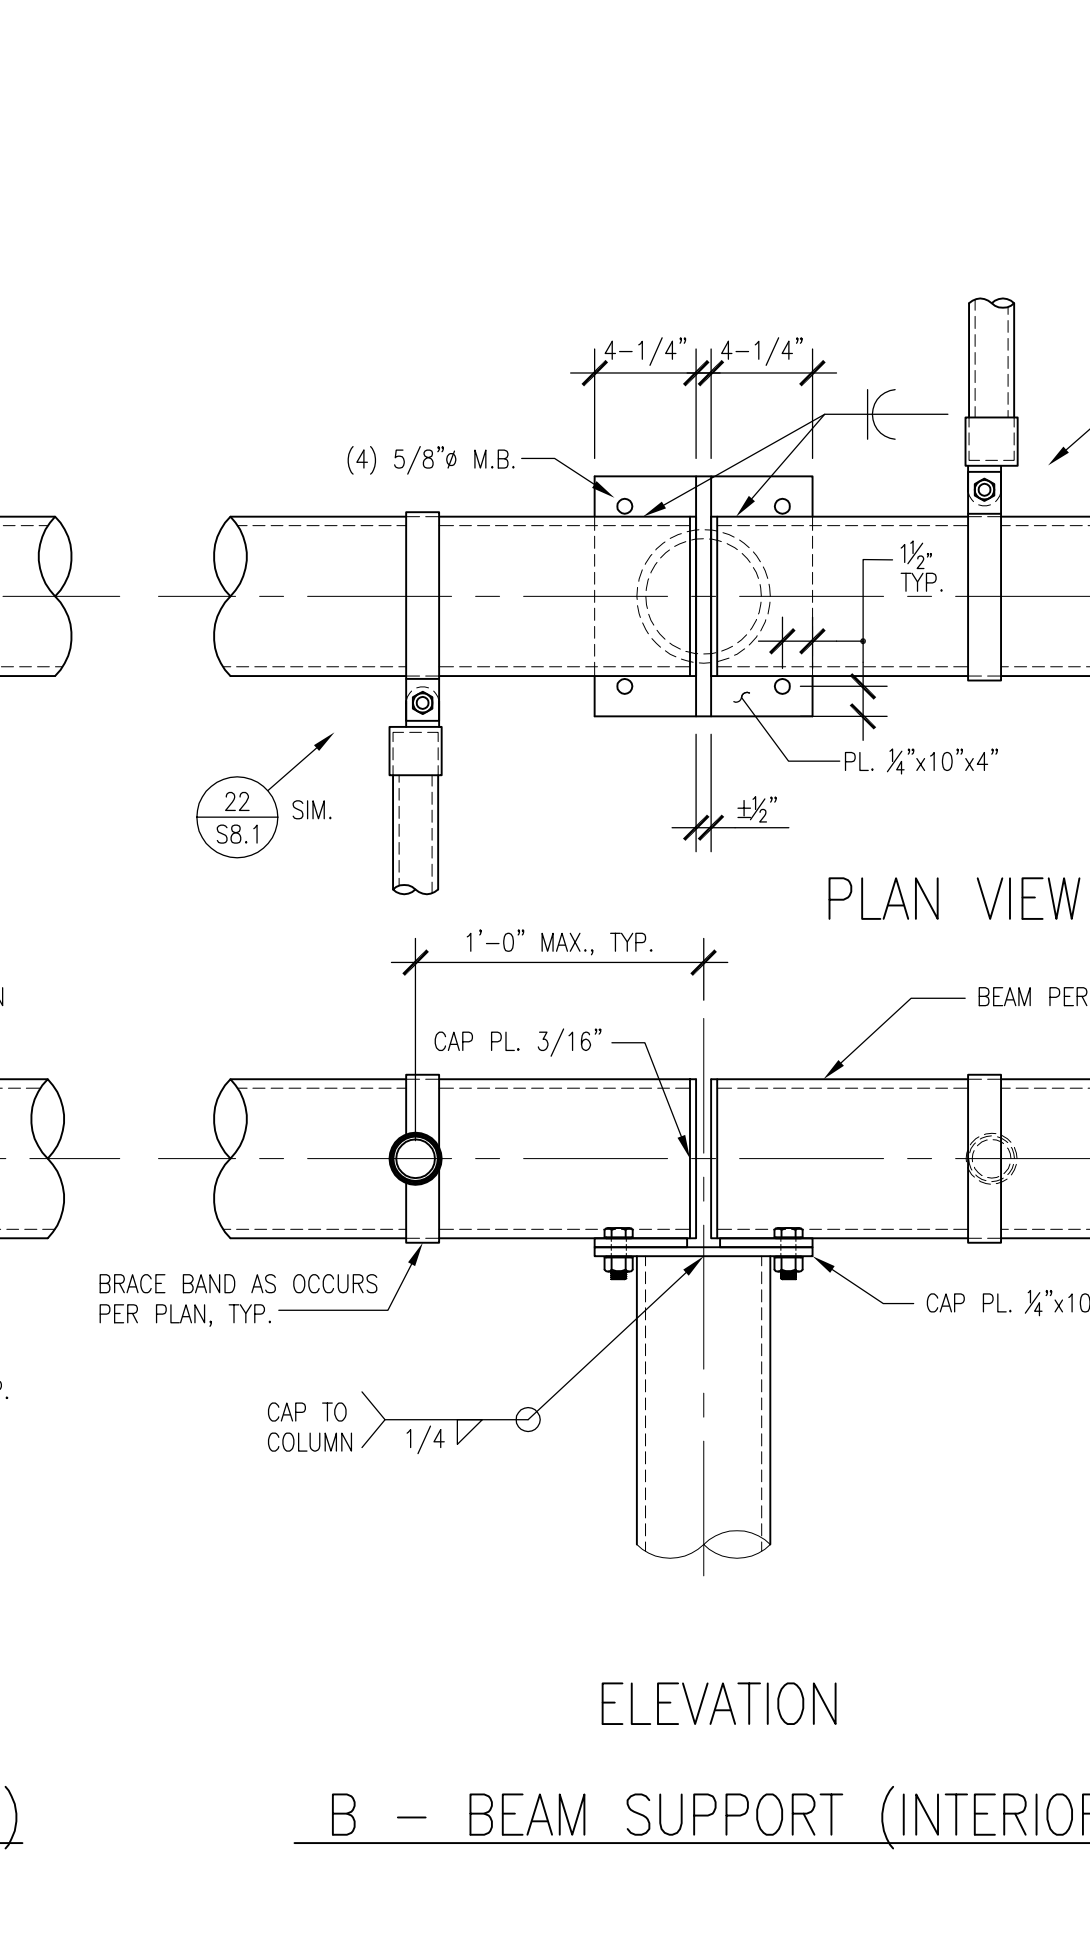 4-1/4" 4-1/4"
(4) 5/8"ø M.B.
1½"
TYP.
PL. ¼"x10"x4"
22
S8.1
SIM.
±½"
PLAN VIEW
1'-0" MAX., TYP.
BEAM PER
CAP PL. 3/16"
BRACE BAND AS OCCURS
PER PLAN, TYP.
CAP PL. ¼"x10
CAP TO
COLUMN
1/4
ELEVATION
)
B - BEAM SUPPORT (INTERIOR